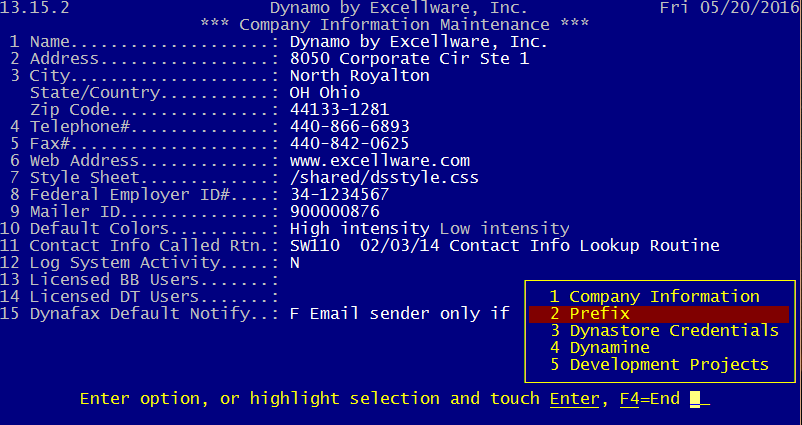 13.15.2 Dynamo by Excellware, Inc. Fri 05/20/2016
*** Company Information Maintenance ***
1 Name....................: Dynamo by Excellware, Inc.
2 Address.................: 8050 Corporate Cir Ste 1
3 City....................: North Royalton
State/Country...........: OH Ohio
Zip Code................: 44133-1281
4 Telephone#..............: 440-866-6893
5 Fax#....................: 440-842-0625
6 Web Address.............: www.excellware.com
7 Style Sheet.............: /shared/dsstyle.css
8 Federal Employer ID#....: 34-1234567
9 Mailer ID...............: 900000876
10 Default Colors..........: High intensity Low intensity
11 Contact Info Called Rtn.: SW110 02/03/14 Contact Info Lookup Routine
12 Log System Activity.....: N
13 Licensed BB Users.......:
14 Licensed DT Users.......:
15 Dynafax Default Notify..: F Email sender only if
1 Company Information
2 Prefix
3 Dynastore Credentials
4 Dynamine
5 Development Projects
Enter option, or highlight selection and touch Enter, F4=End